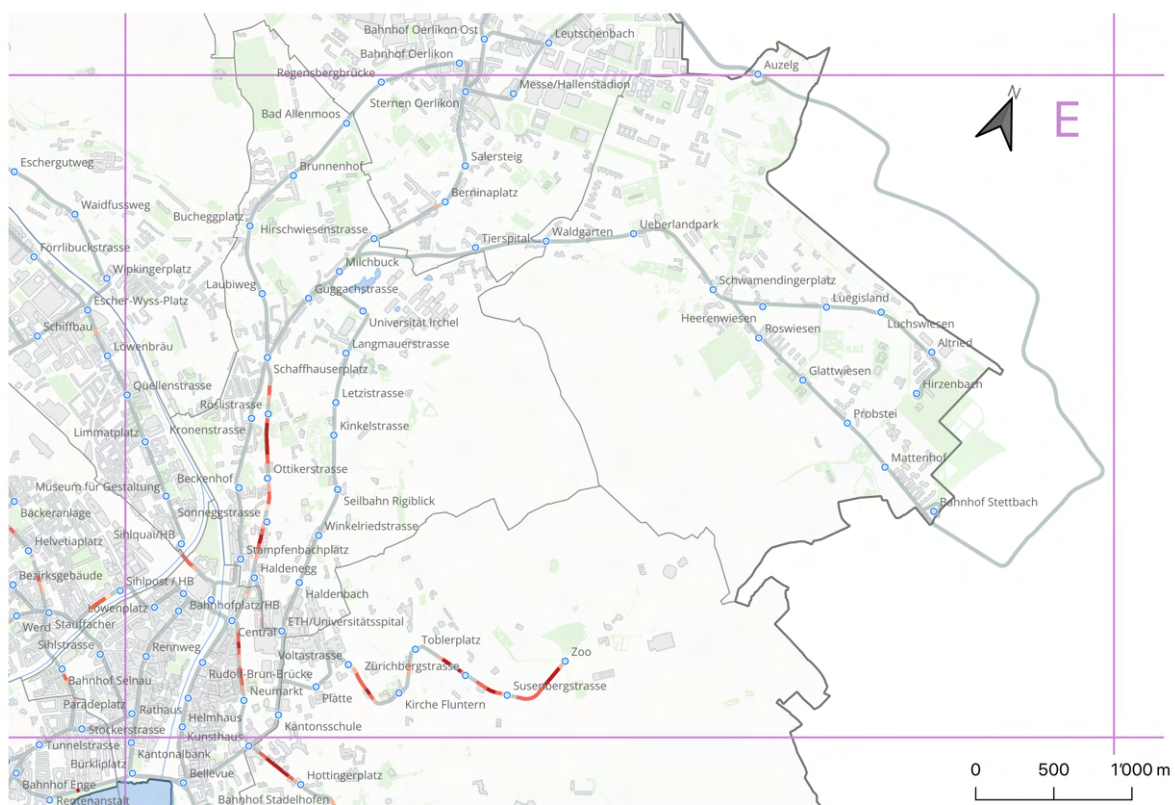 Bahnhof Oerlikon Ost
Leutschenbach
Bahnhof Oerlikon
Auzelg
Regensbergbrücke
Messe/Hallenstadion
N
E
Sternen Oerlikon
Bad Allenmoos
Salersteig
Eschergutweg
Brunnenhof
Berninaplatz
Waidfussweg
Bucheggplatz
Hirschwiesenstrasse
Ueberlandpark
Waldgarten
Tierspital
Förrlibuckstrasse
Milchbuck
Wipkingerplatz
Schwamendingerplatz
Laubiweg
Guggachstrasse
Escher-Wyss-Platz
Luegisland
Heerenwiesen
Universität Irchel
Luchswiesen
Schiffbau
Roswiesen
Löwenbräu
Langmauerstrasse
Altried
Schaffhauserplatz
Glattwiesen
Quellenstrasse
Hirzenbach
Letzistrasse
Röslistrasse
Probstei
Limmatplatz
Kronenstrasse
Kinkelstrasse
Mattenhof
Ottikerstrasse
Beckenhof
Museum für Gestaltung
Seilbahn Rigiblick
Bahnhof Stettbach
Bäckeranlage
Sonneggstrasse
Winkelriedstrasse
Sihlquai/HB
Helvetiaplatz
Stampfenbachplatz
Haldenegg
Bezirksgebäude
Sihlpost / HB
Haldenbach
Löwenplatz
Bahnhofplatz/HB
Werd
Stauffacher
ETH/Universitätsspital
Central
Toblerplatz
Sihlstrasse
Rennweg
Zoo
Voltastrasse
Zürichbergstrasse
Rudolf-Brun-Brücke
Bahnhof Selnau
Susenbergstrasse
Neumarkt
Platte
Paradeplatz
Rathaus
Kirche Fluntern
Helmhaus
Stockerstrasse
Kantonsschule
Kunsthaus
Tunnelstrasse
Kantonalbank
Bürkliplatz
Bellevue
Hottingerplatz
0 500 1'000 m
Bahnhof Enge
Rentenanstalt
Bahnhof Stadelhofen